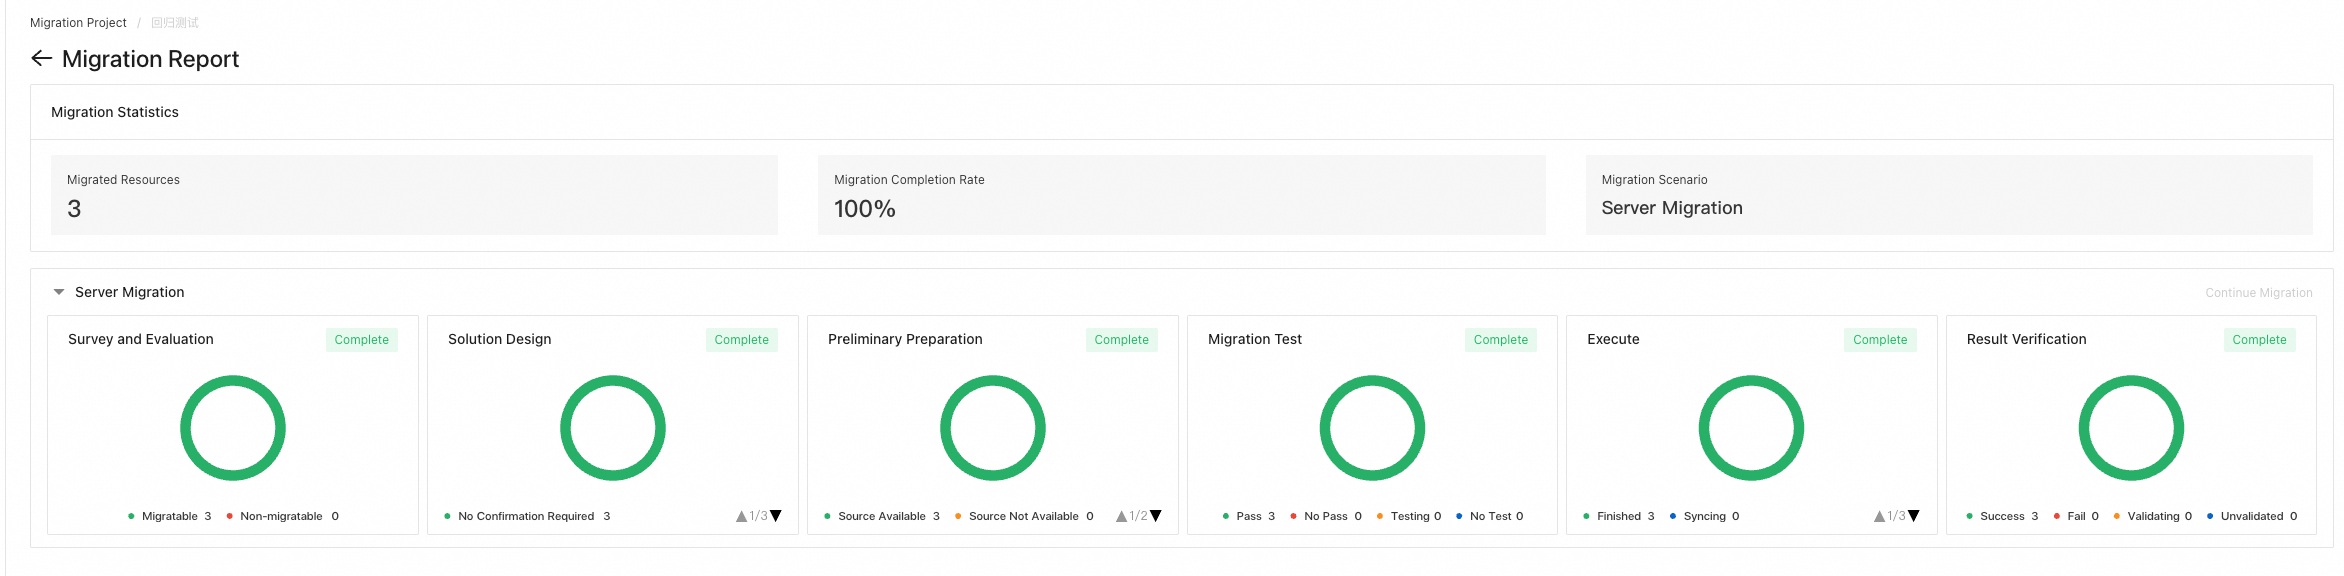 Migration Project / 回归测试
Migration Report
Migration Statistics
Migrated Resources
3
Migration Completion Rate
100%
Migration Scenario
Server Migration
Server Migration
Continue Migration
Survey and Evaluation
Complete
Migratable 3 Non-migratable 0
Solution Design
Complete
No Confirmation Required 3 1/3
Preliminary Preparation
Complete
Source Available 3 Source Not Available 0 1/2
Migration Test
Complete
Pass 3 No Pass 0 Testing 0 No Test 0
Execute
Complete
Finished 3 Syncing 0 1/3
Result Verification
Complete
Success 3 Fail 0 Validating 0 Unvalidated 0